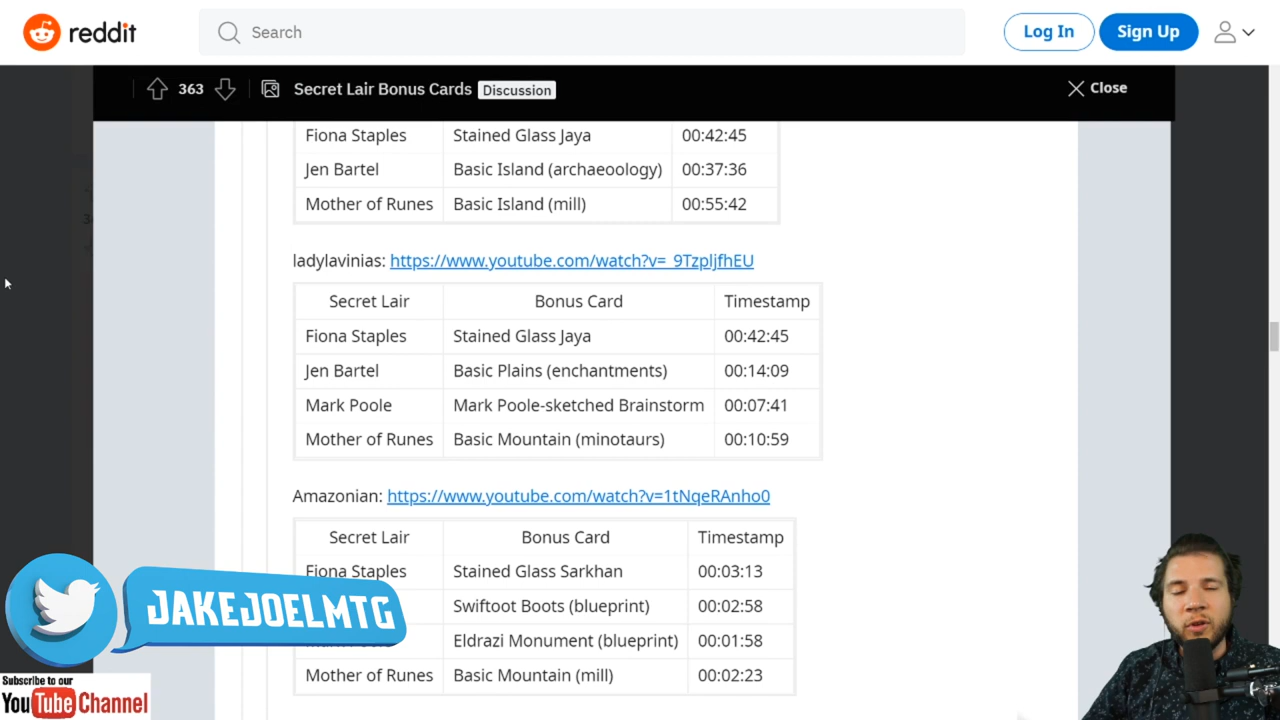 reddit
Search
Log In
Sign Up
363
Secret Lair Bonus Cards
Discussion
Close
Fiona Staples Stained Glass Jaya 00:42:45
Jen Bartel Basic Island (archaeoology) 00:37:36
Mother of Runes Basic Island (mill) 00:55:42
ladylavinias: https://www.youtube.com/watch?v=_9TzpljfhEU
Secret Lair Bonus Card Timestamp
Fiona Staples Stained Glass Jaya 00:42:45
Jen Bartel Basic Plains (enchantments) 00:14:09
Mark Poole Mark Poole-sketched Brainstorm 00:07:41
Mother of Runes Basic Mountain (minotaurs) 00:10:59
Amazonian: https://www.youtube.com/watch?v=1tNqeRAnho0
Secret Lair Bonus Card Timestamp
Fiona Staples Stained Glass Sarkhan 00:03:13
Swiftoot Boots (blueprint) 00:02:58
Eldrazi Monument (blueprint) 00:01:58
Mother of Runes Basic Mountain (mill) 00:02:23
JAKEJOELMTG
Subscribe to our
YouTube Channel